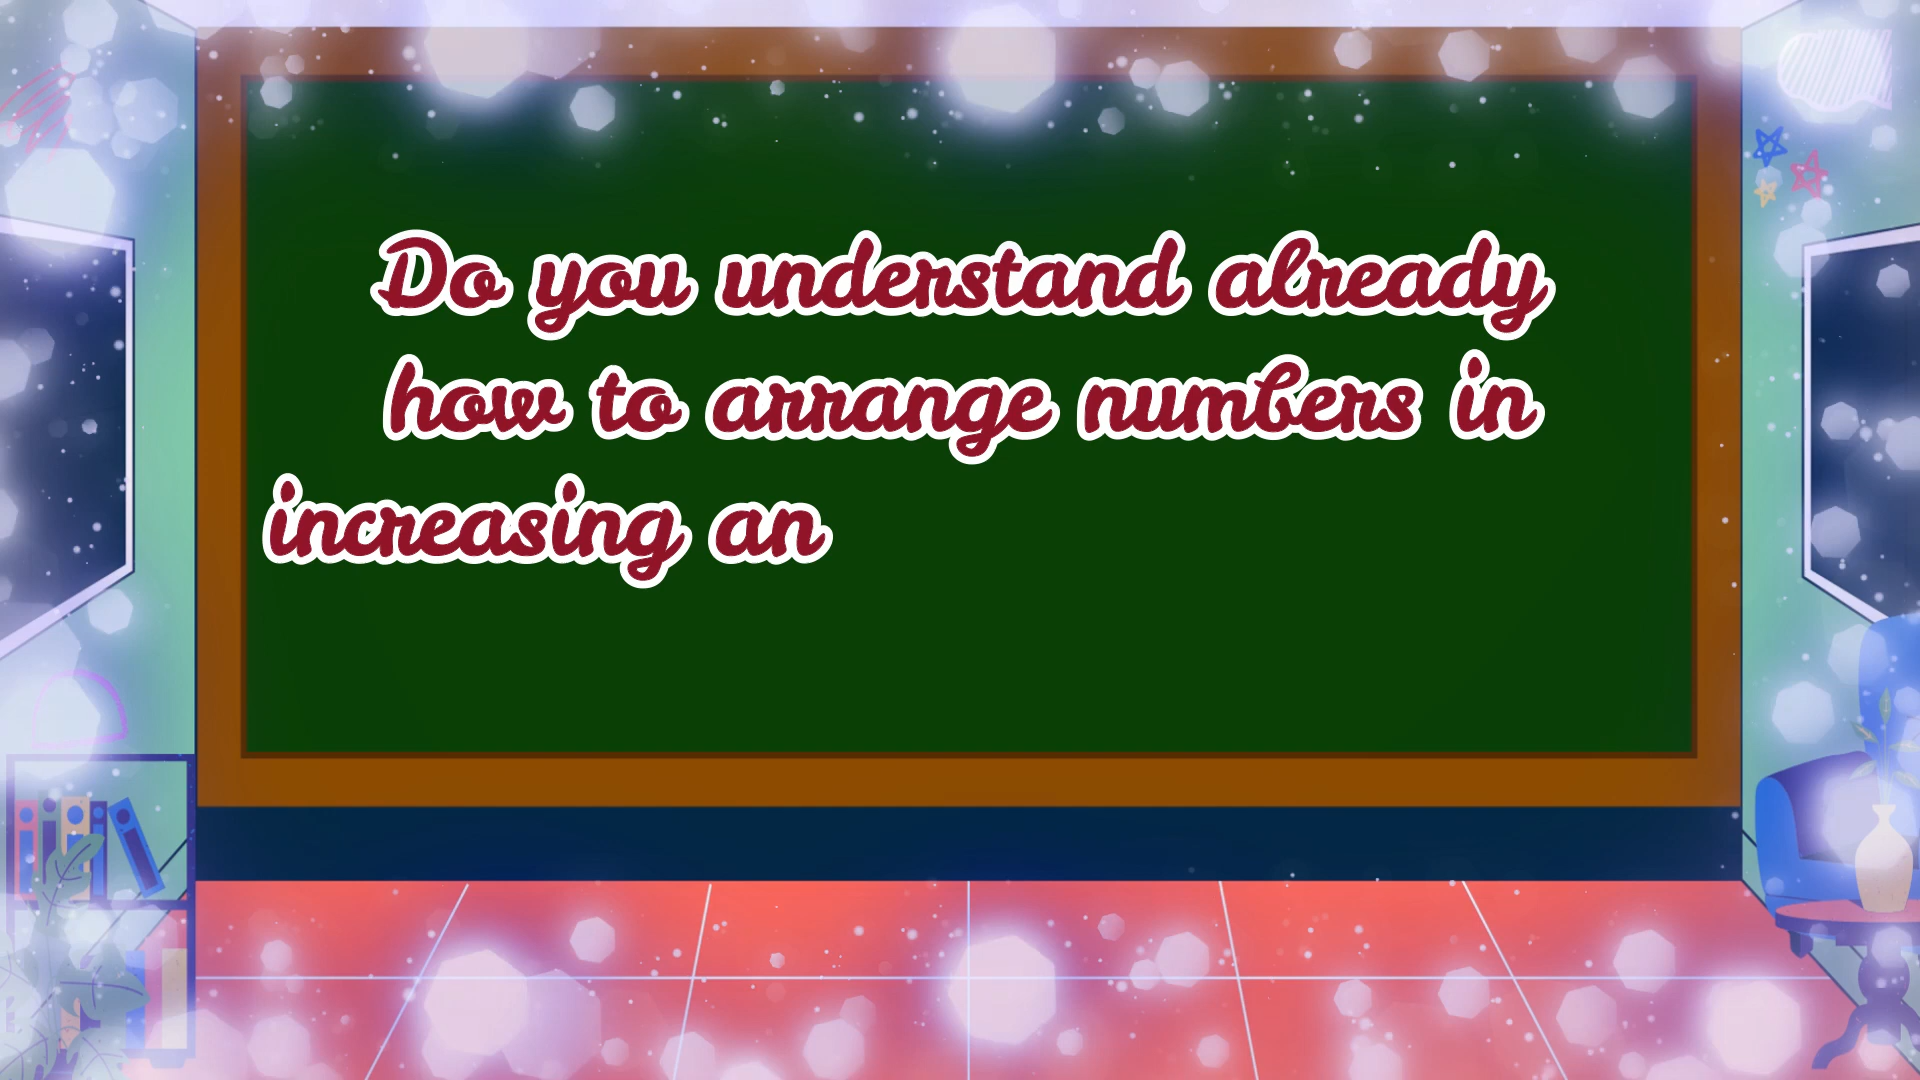 Do you understand already
how to arrange numbers in
increasing an